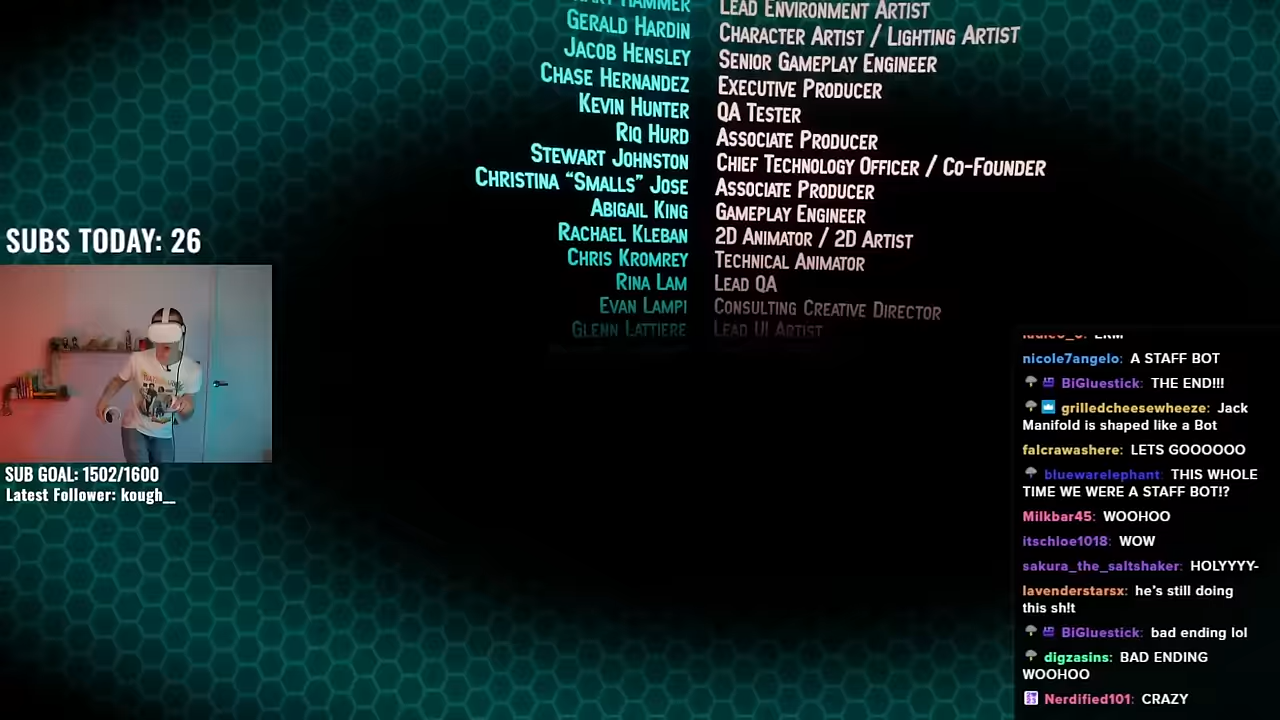 HAMMER LEAD ENVIRONMENT ARTIST
GERALD HARDIN CHARACTER ARTIST / LIGHTING ARTIST
JACOB HENSLEY SENIOR GAMEPLAY ENGINEER
CHASE HERNANDEZ EXECUTIVE PRODUCER
KEVIN HUNTER QA TESTER
RIQ HURD ASSOCIATE PRODUCER
STEWART JOHNSTON CHIEF TECHNOLOGY OFFICER / CO-FOUNDER
CHRISTINA “SMALLS” JOSE ASSOCIATE PRODUCER
ABIGAIL KING GAMEPLAY ENGINEER
RACHAEL KLEBAN 2D ANIMATOR / 2D ARTIST
CHRIS KROMREY TECHNICAL ANIMATOR
RINA LAM LEAD QA
EVAN LAMPI CONSULTING CREATIVE DIRECTOR
GLENN LATTIERE LEAD UI ARTIST
SUBS TODAY: 26
SUB GOAL: 1502/1600
Latest Follower: kough__
ERM
nicole7angelo: A STAFF BOT
BiGluestick: THE END!!!
grilledcheesewheeze: Jack
Manifold is shaped like a Bot
falcrawashere: LETS GOOOOOO
bluewarelephant: THIS WHOLE
TIME WE WERE A STAFF BOT!?
Milkbar45: WOOHOO
itschloe1018: WOW
sakura_the_saltshaker: HOLYYYY-
lavenderstarsx: he's still doing
this sh!t
BiGluestick: bad ending lol
digzasins: BAD ENDING
WOOHOO
Nerdified101: CRAZY